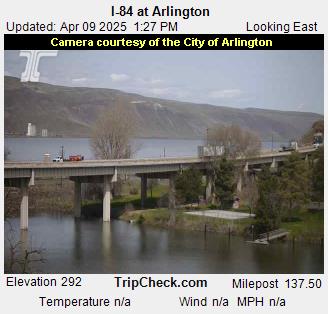 I-84 at Arlington
Updated: Apr 09 2025 1:27 PM Looking East
Camera courtesy of the City of Arlington
Elevation 292 TripCheck.com Milepost 137.50
Temperature n/a Wind n/a MPH n/a